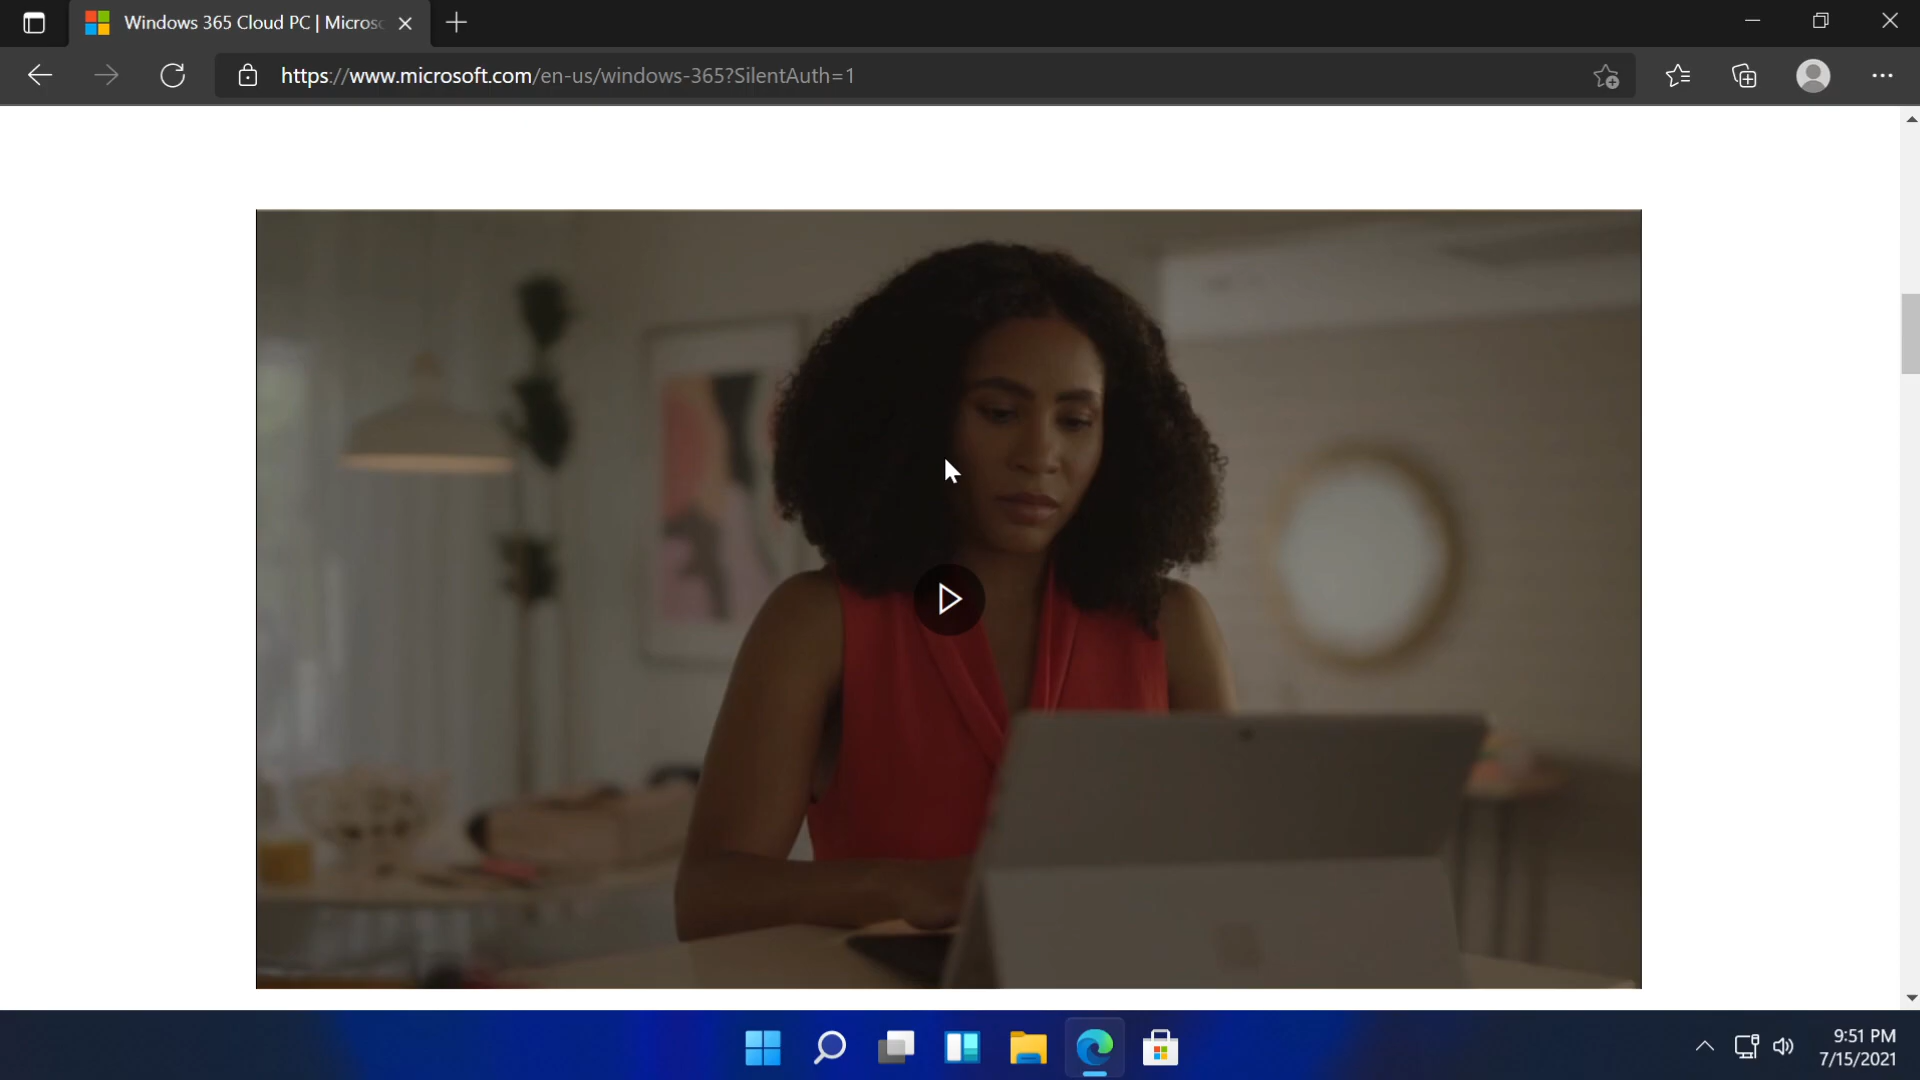 Windows 365 Cloud PC | Micros
https://www.microsoft.com/en-us/windows-365?SilentAuth=1
9:51 PM
7/15/2021